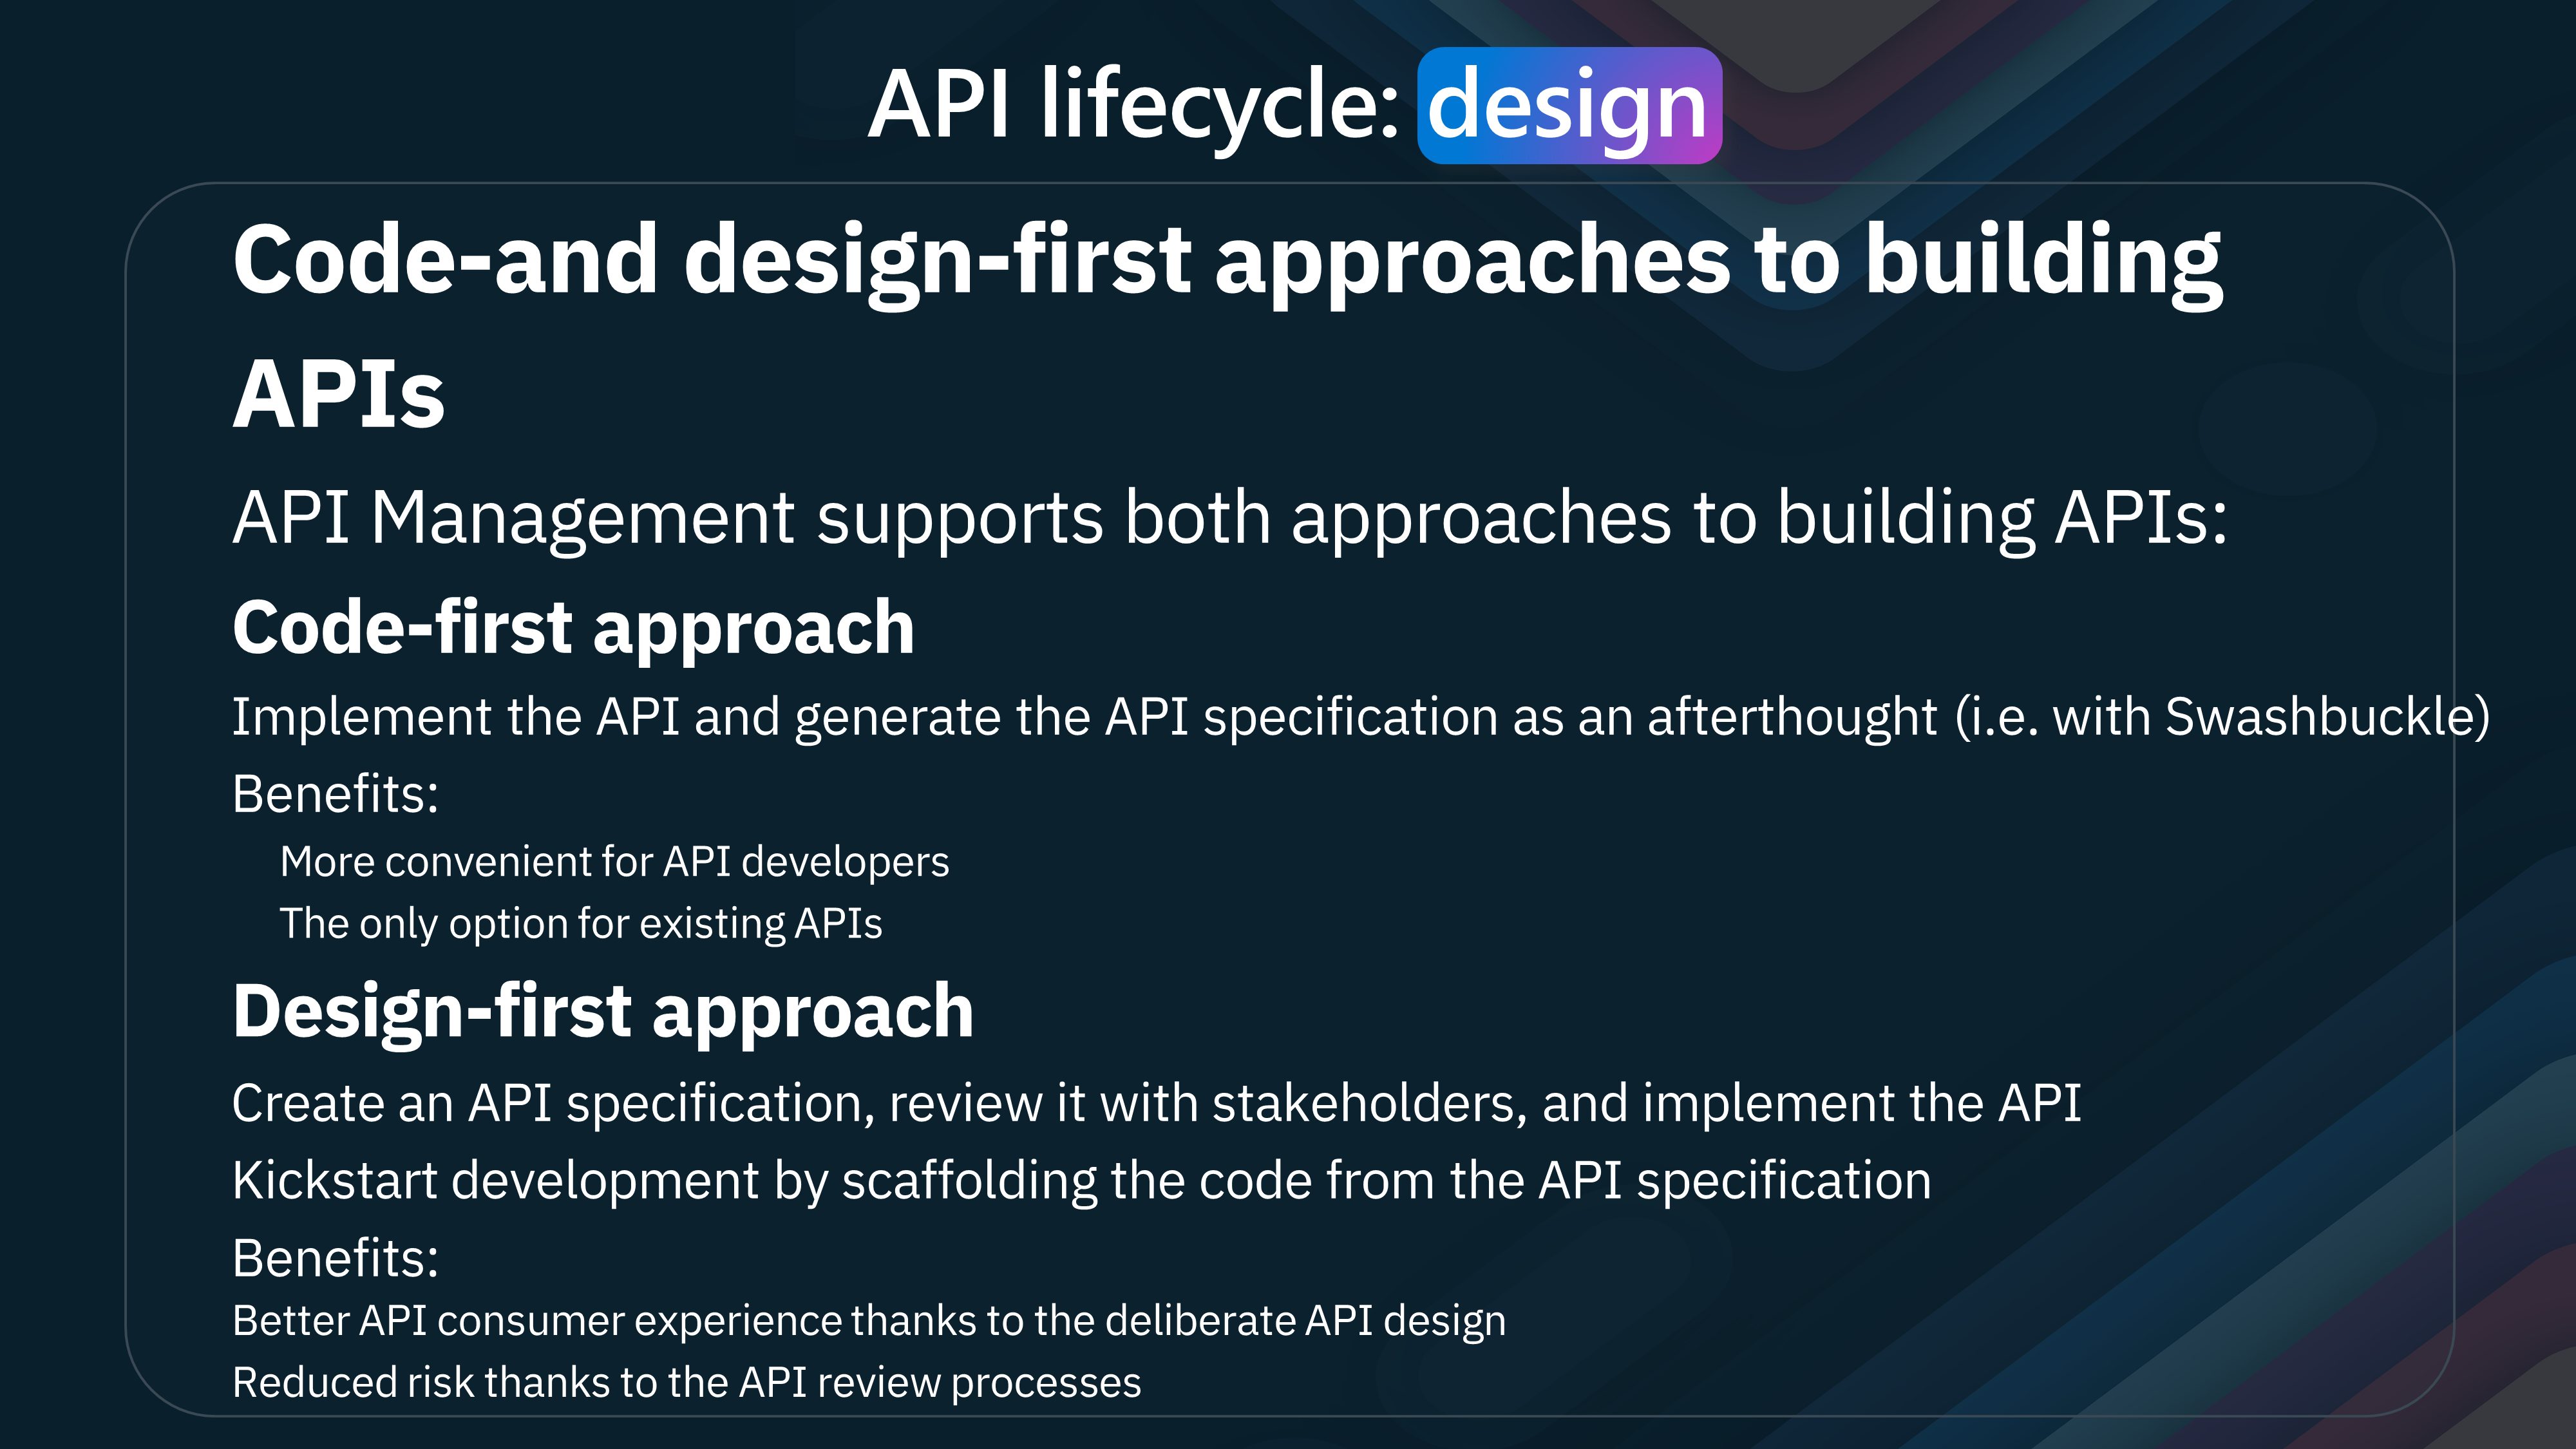 API lifecycle: design
Code-and design-first approaches to building
APIs
API Management supports both approaches to building APIs:
Code-first approach
Implement the API and generate the API specification as an afterthought (i.e. with Swashbuckle)
Benefits:
More convenient for API developers
The only option for existing APIs
Design-first approach
Create an API specification, review it with stakeholders, and implement the API
Kickstart development by scaffolding the code from the API specification
Benefits:
Better API consumer experience thanks to the deliberate API design
Reduced risk thanks to the API review processes